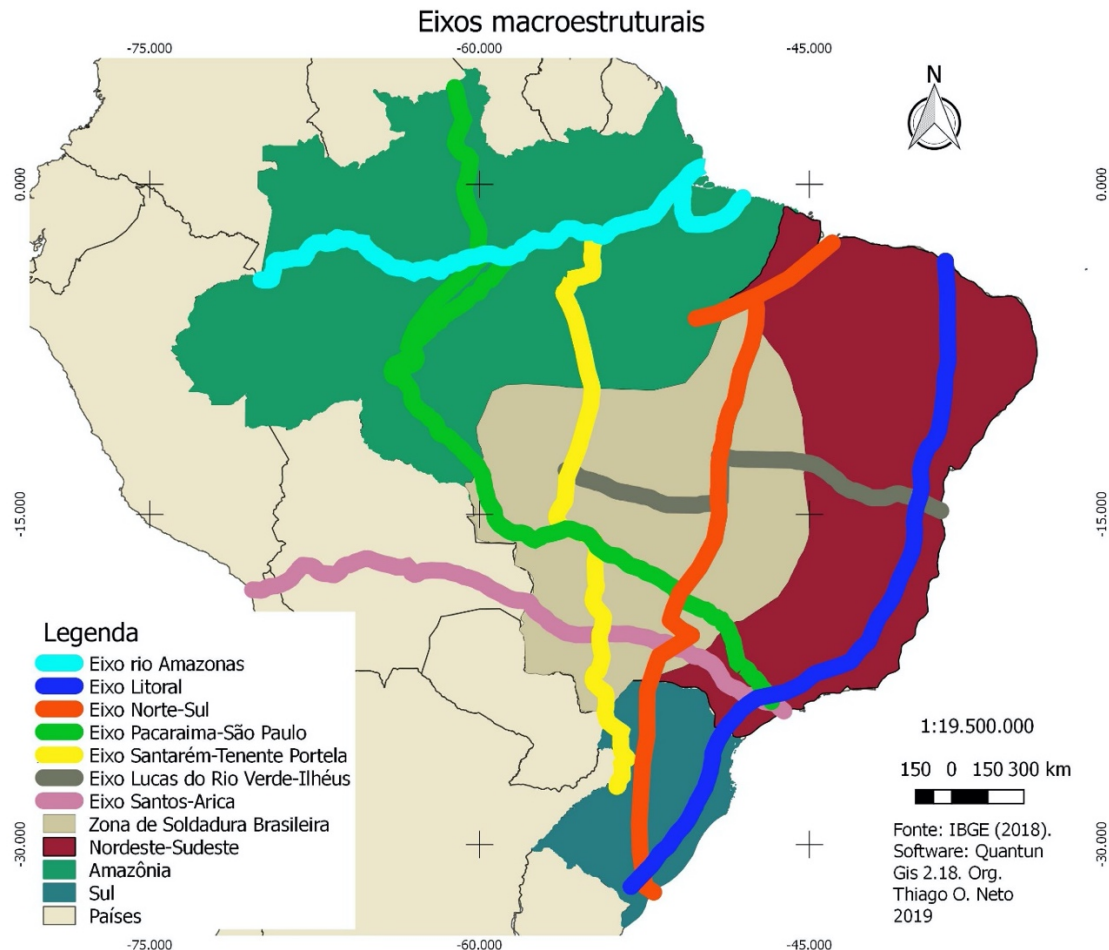 Eixos macroestruturais
-75.000 -60.000 -45.000
N
0.000 0.000
-15.000 -15.000
Legenda
Eixo rio Amazonas
Eixo Litoral
Eixo Norte-Sul
Eixo Pacaraima-São Paulo
Eixo Santarém-Tenente Portela
Eixo Lucas do Rio Verde-Ilhéus
Eixo Santos-Arica
Zona de Soldadura Brasileira
Nordeste-Sudeste
Amazônia
Sul
Países
1:19.500.000
150 0 150 300 km
Fonte: IBGE (2018).
Software: Quantun
Gis 2.18. Org.
Thiago O. Neto
2019
-30.000 -30.000
-75.000 -60.000 -45.000